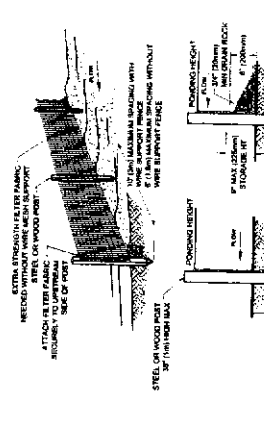 EXTRA STRENGTH FILTER FABRIC
NEEDED WITHOUT WIRE MESH SUPPORT
STEEL OR WOOD POST
ATTACH FILTER FABRIC
SECURELY TO UPSTREAM
SIDE OF POST
FLOW
10' (3m) MAXIMUM SPACING WITH
WIRE SUPPORT FENCE
6' (1.8m) MAXIMUM SPACING WITHOUT
WIRE SUPPORT FENCE
STEEL OR WOOD POST
36" (1m) HIGH MAX
PONDING HEIGHT
FLOW
9" MAX (225mm)
STORAGE HT
PONDING HEIGHT
FLOW
3/4" (20mm)
MIN DRAIN ROCK
8" (200mm)